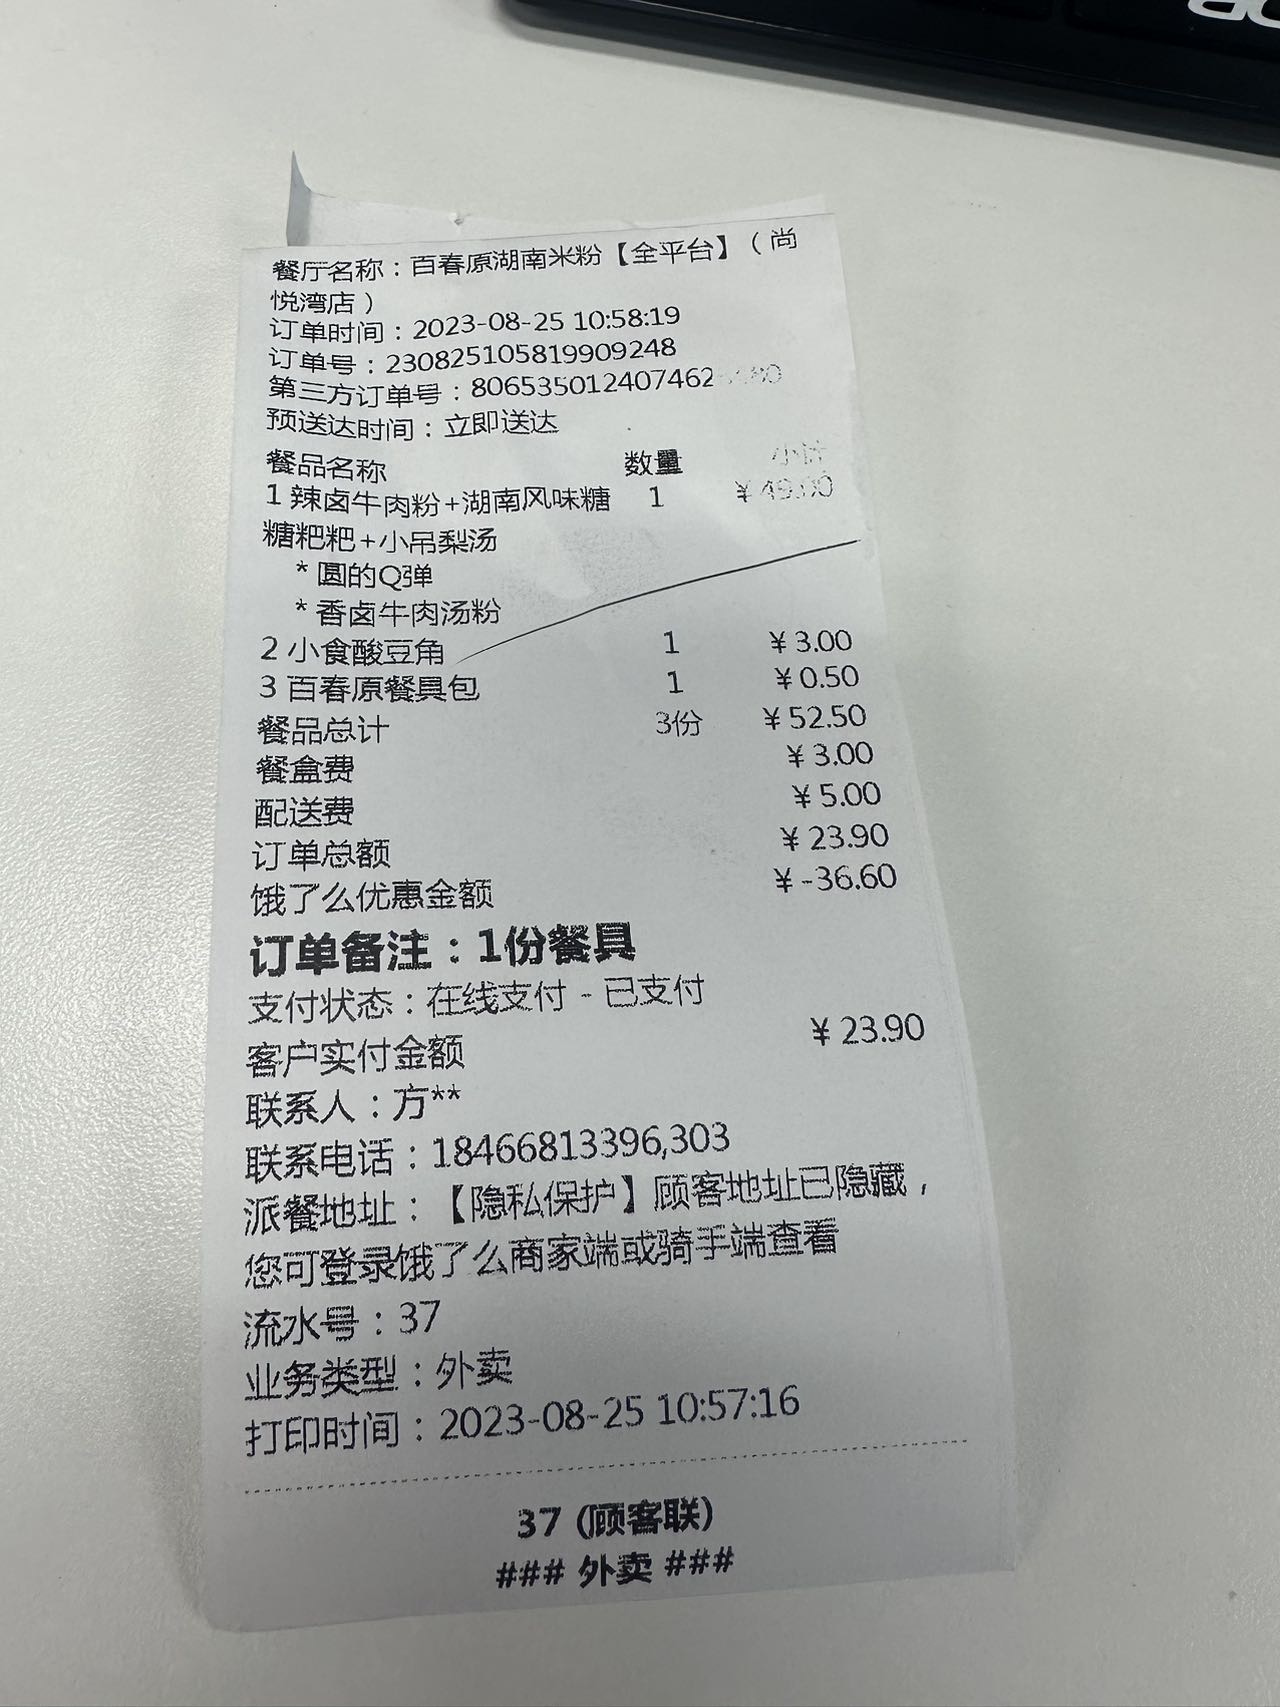 餐厅名称：百春原湖南米粉【全平台】（尚
悦湾店）
订单时间：2023-08-25 10:58:19
订单号：230825105819909248
第三方订单号：806535012407462
预送达时间：立即送达
餐品名称 数量 小计
1 辣卤牛肉粉+湖南风味糖 1 ¥
糖粑粑+小吊梨汤
* 圆的Q弹
* 香卤牛肉汤粉
2 小食酸豆角 1 ¥3.00
3 百春原餐具包 1 ¥0.50
餐品总计 3份 ¥52.50
餐盒费 ¥3.00
配送费 ¥5.00
订单总额 ¥23.90
饿了么优惠金额 ¥-36.60
订单备注：1份餐具
支付状态：在线支付 - 已支付
客户实付金额 ¥23.90
联系人：方**
联系电话：18466813396,303
派餐地址：【隐私保护】顾客地址已隐藏，
您可登录饿了么商家端或骑手端查看
流水号：37
业务类型：外卖
打印时间：2023-08-25 10:57:16
37 (顾客联)
### 外卖 ###